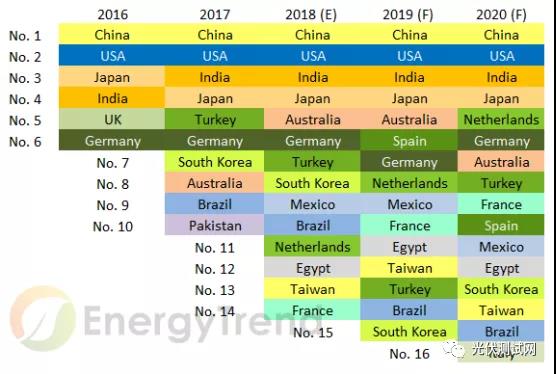 2016 2017 2018 (E) 2019 (F) 2020 (F)
No. 1 China China China China China
No. 2 USA USA USA USA USA
No. 3 Japan India India India India
No. 4 India Japan Japan Japan Japan
No. 5 UK Turkey Australia Australia Netherlands
No. 6 Germany Germany Germany Spain Germany
No. 7 South Korea Turkey Germany Australia
No. 8 Australia South Korea Netherlands Turkey
No. 9 Brazil Mexico Mexico France
No. 10 Pakistan Brazil France Spain
No. 11 Netherlands Egypt Mexico
No. 12 Egypt Taiwan Egypt
No. 13 Taiwan Turkey South Korea
No. 14 France Brazil Taiwan
No. 15 South Korea Brazil
No. 16 Italy
EnergyTrend
光伏测试网